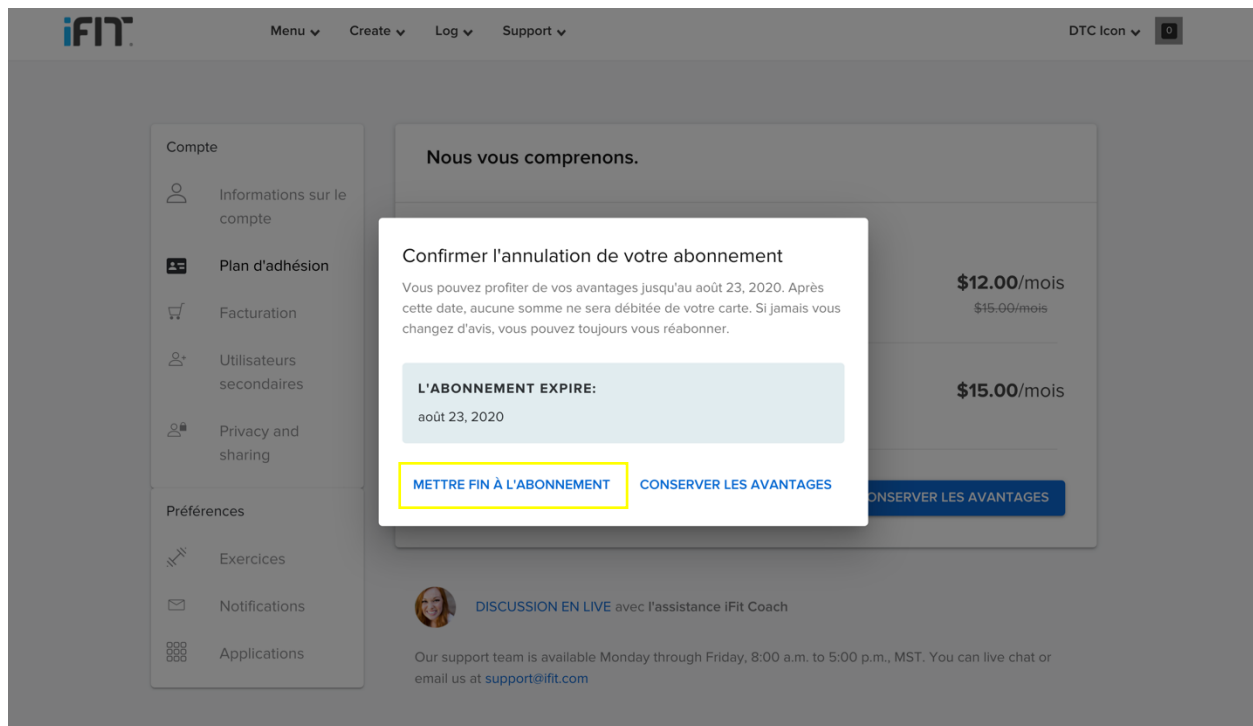 iFIT.
Menu
Create
Log
Support
DTC Icon
0
Compte
Informations sur le
compte
Plan d'adhésion
Facturation
Utilisateurs
secondaires
Privacy and
sharing
Préférences
Exercices
Notifications
Applications
Nous vous comprenons.
$12.00/mois
$15.00/mois
$15.00/mois
Confirmer l'annulation de votre abonnement
Vous pouvez profiter de vos avantages jusqu'au août 23, 2020. Après
cette date, aucune somme ne sera débitée de votre carte. Si jamais vous
changez d'avis, vous pouvez toujours vous réabonner.
L'ABONNEMENT EXPIRE:
août 23, 2020
METTRE FIN À L'ABONNEMENT
CONSERVER LES AVANTAGES
ONSERVER LES AVANTAGES
DISCUSSION EN LIVE avec l'assistance iFit Coach
Our support team is available Monday through Friday, 8:00 a.m. to 5:00 p.m., MST. You can live chat or
email us at support@ifit.com